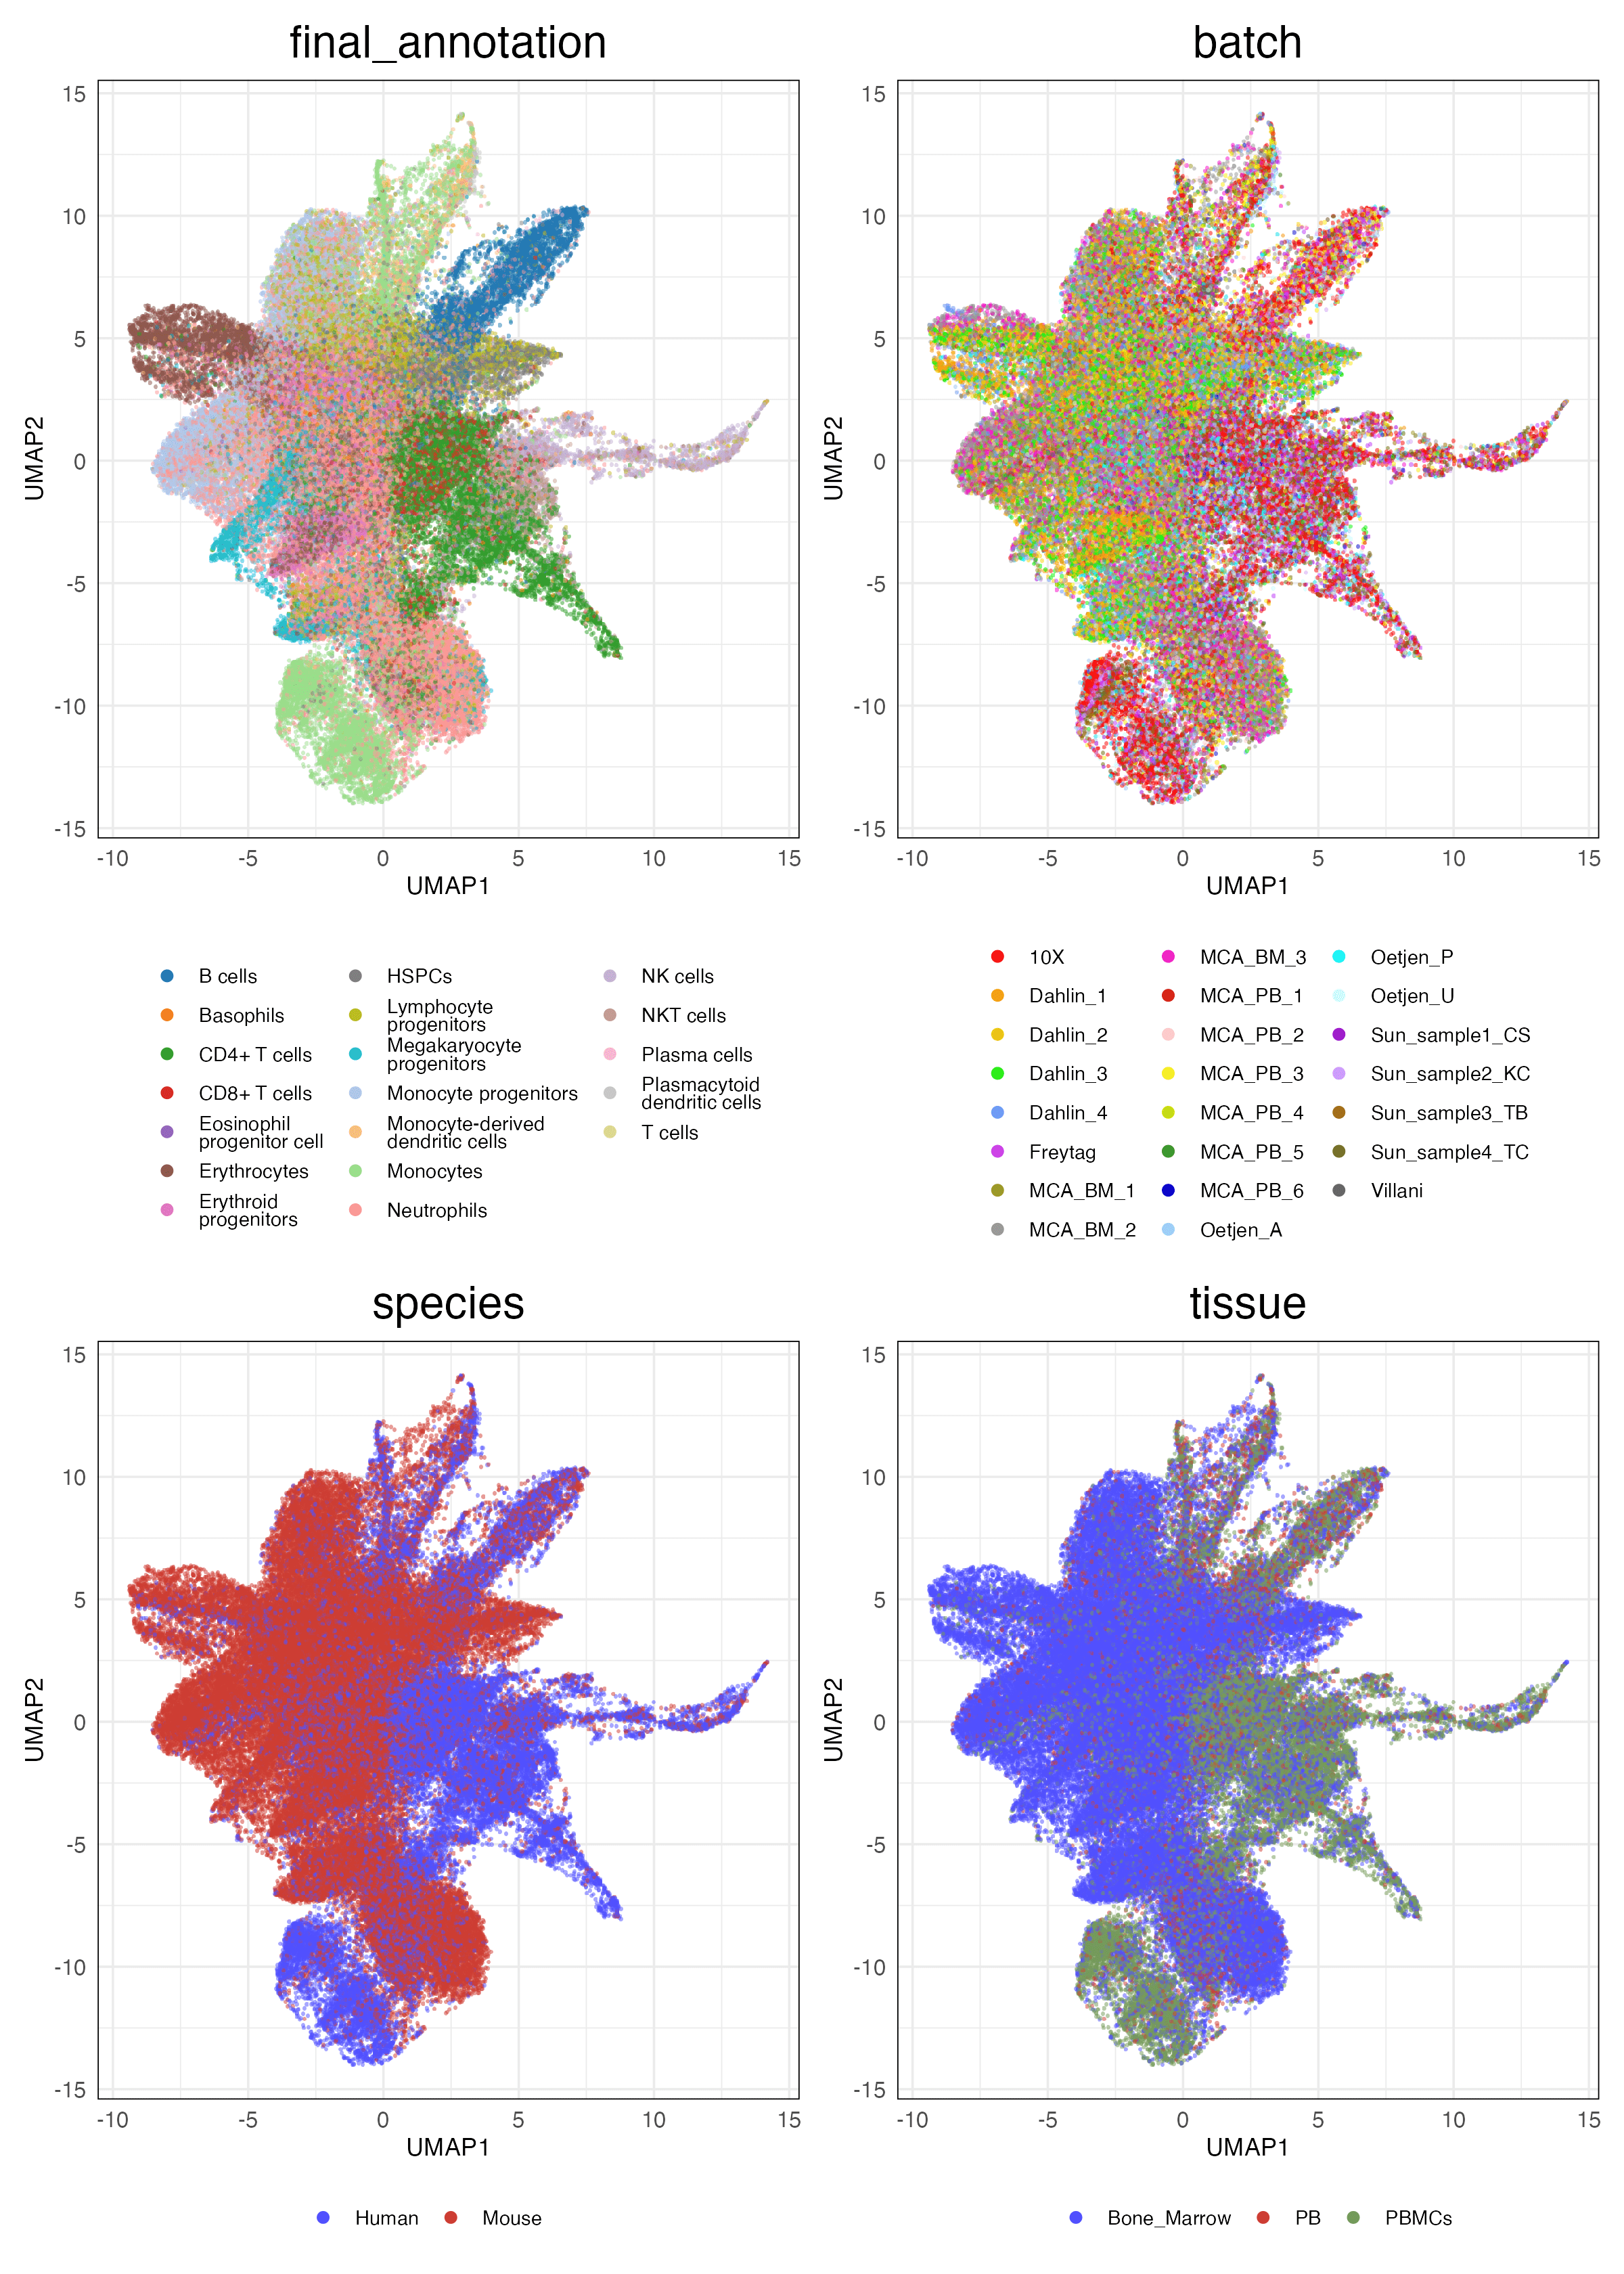 final_annotation
batch
15
10
5
0
-5
-10
-15
UMAP2
-10
-5
0
5
10
15
UMAP1
15
10
5
0
-5
-10
-15
UMAP2
-10
-5
0
5
10
15
UMAP1
B cells
Basophils
CD4+ T cells
CD8+ T cells
Eosinophil
progenitor cell
Erythrocytes
Erythroid
progenitors
HSPCs
Lymphocyte
progenitors
Megakaryocyte
progenitors
Monocyte progenitors
Monocyte-derived
dendritic cells
Monocytes
Neutrophils
NK cells
NKT cells
Plasma cells
Plasmacytoid
dendritic cells
T cells
10X
Dahlin_1
Dahlin_2
Dahlin_3
Dahlin_4
Freytag
MCA_BM_1
MCA_BM_2
MCA_BM_3
MCA_PB_1
MCA_PB_2
MCA_PB_3
MCA_PB_4
MCA_PB_5
MCA_PB_6
Oetjen_A
Oetjen_P
Oetjen_U
Sun_sample1_CS
Sun_sample2_KC
Sun_sample3_TB
Sun_sample4_TC
Villani
species
tissue
15
10
5
0
-5
-10
-15
UMAP2
-10
-5
0
5
10
15
UMAP1
15
10
5
0
-5
-10
-15
UMAP2
-10
-5
0
5
10
15
UMAP1
Human
Mouse
Bone_Marrow
PB
PBMCs